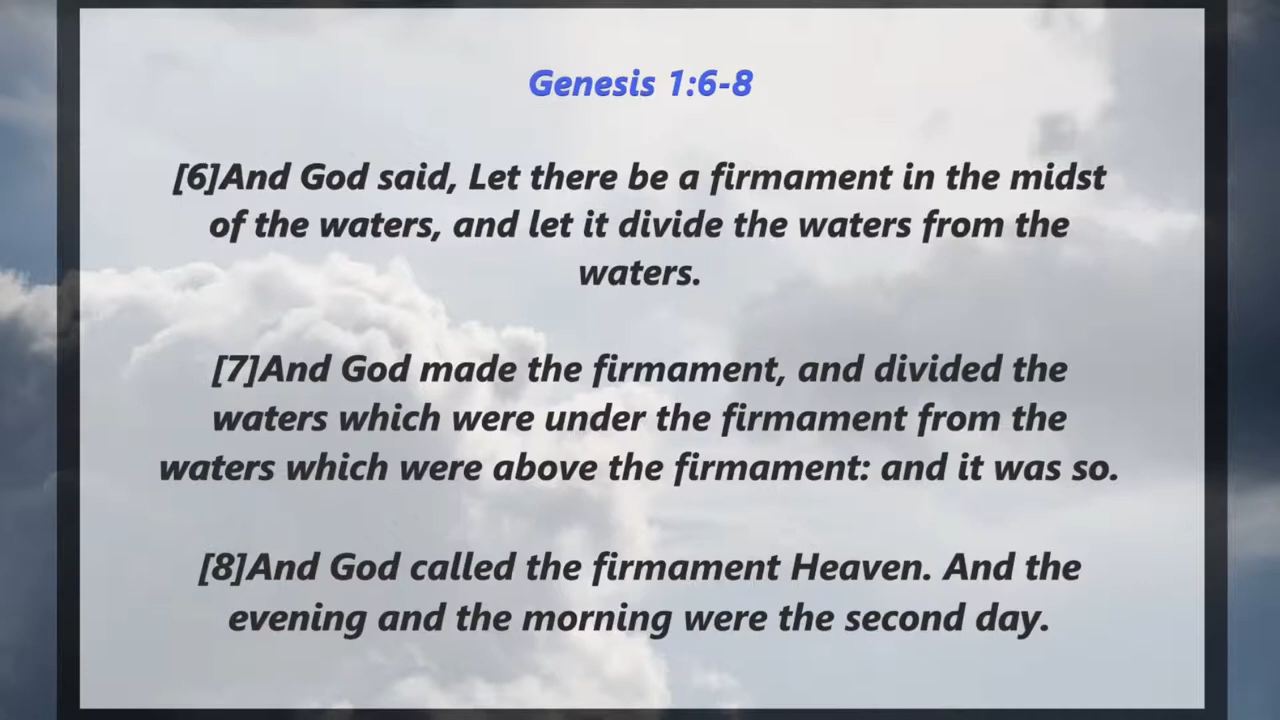 Genesis 1:6-8
[6]And God said, Let there be a firmament in the midst
of the waters, and let it divide the waters from the
waters.
[7]And God made the firmament, and divided the
waters which were under the firmament from the
waters which were above the firmament: and it was so.
[8]And God called the firmament Heaven. And the
evening and the morning were the second day.